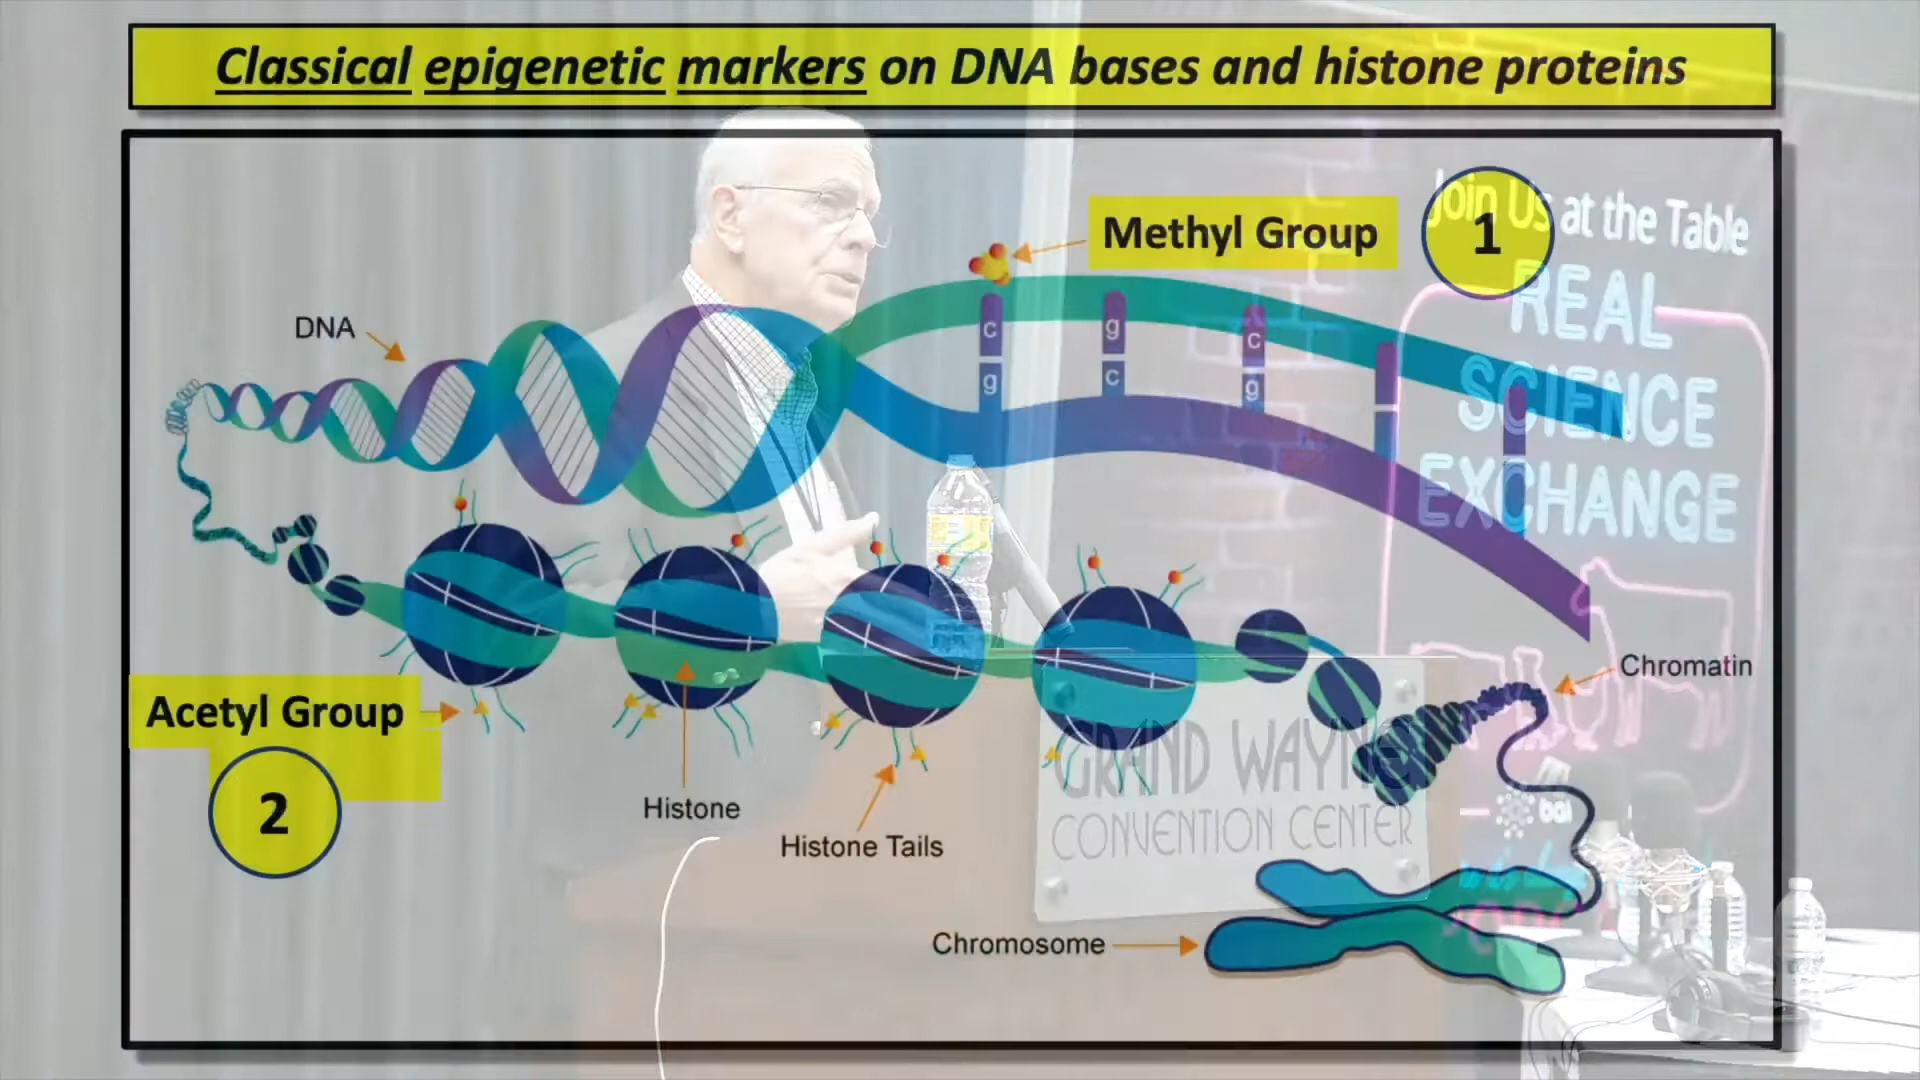 Classical epigenetic markers on DNA bases and histone proteins
Methyl Group
1
Join Us at the Table
REAL
SCIENCE
EXCHANGE
DNA
c
g
c
g
c
g
Chromatin
Acetyl Group
2
Histone
Histone Tails
GRAND WAYNE
CONVENTION CENTER
Chromosome